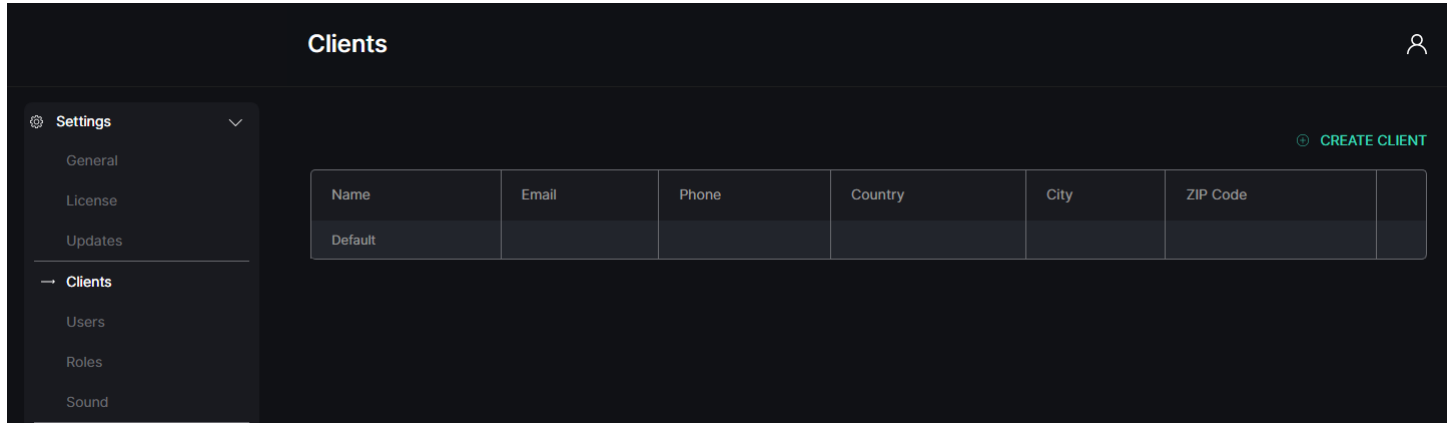 Clients
Settings
General
License
Updates
Clients
Users
Roles
Sound
CREATE CLIENT
Name Email Phone Country City ZIP Code
Default